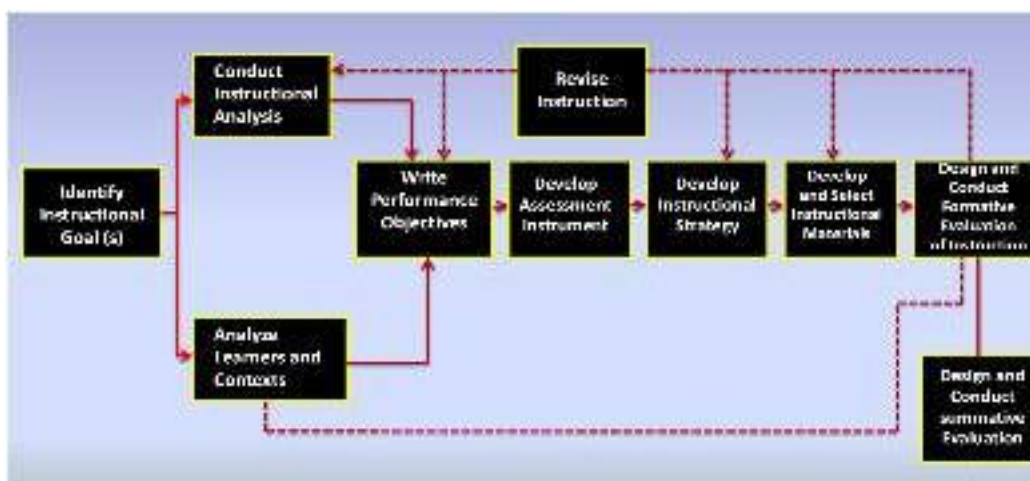 Conduct
Instructional
Analysis
Revise
Instruction
Identify
Instructional
Goal (s)
Write
Performance
Objectives
Develop
Assessment
Instrument
Develop
Instructional
Strategy
Develop
and Select
Instructional
Materials
Design and
Conduct
Formative
Evaluation
of Instruction
Analyze
Learners and
Contexts
Design and
Conduct
summative
Evaluation